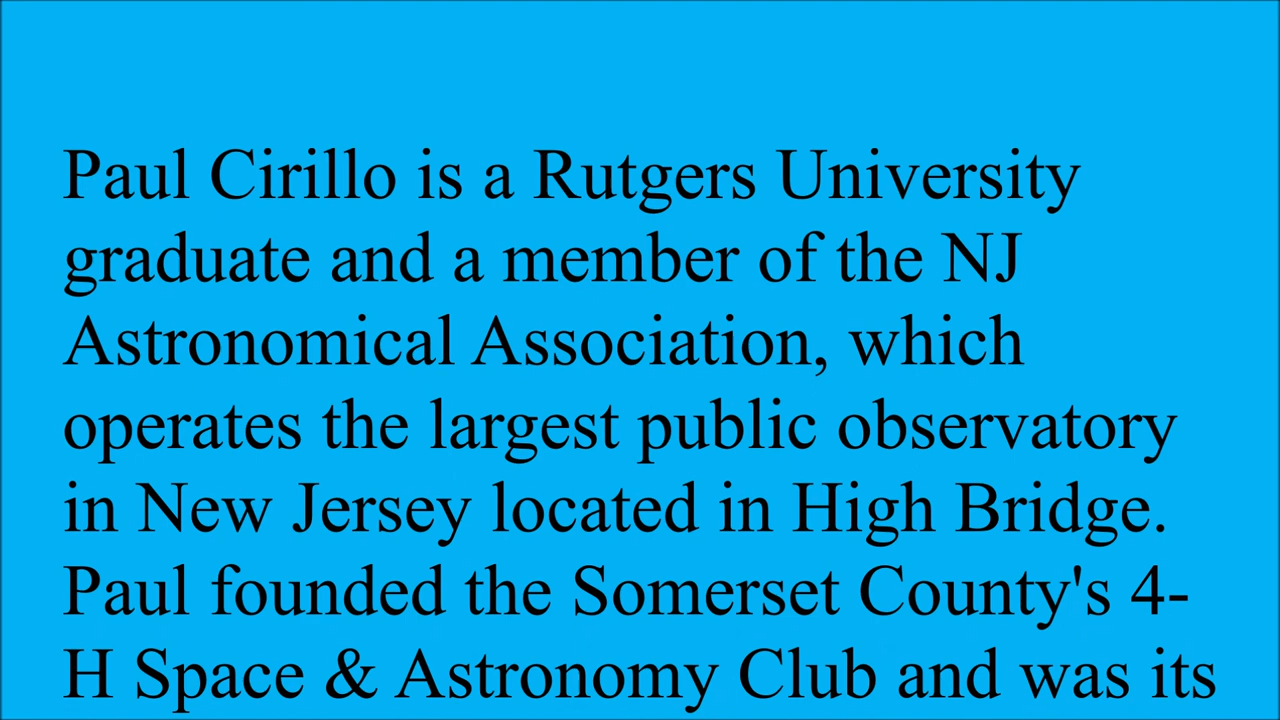 Paul Cirillo is a Rutgers University
graduate and a member of the NJ
Astronomical Association, which
operates the largest public observatory
in New Jersey located in High Bridge.
Paul founded the Somerset County's 4-
H Space & Astronomy Club and was its